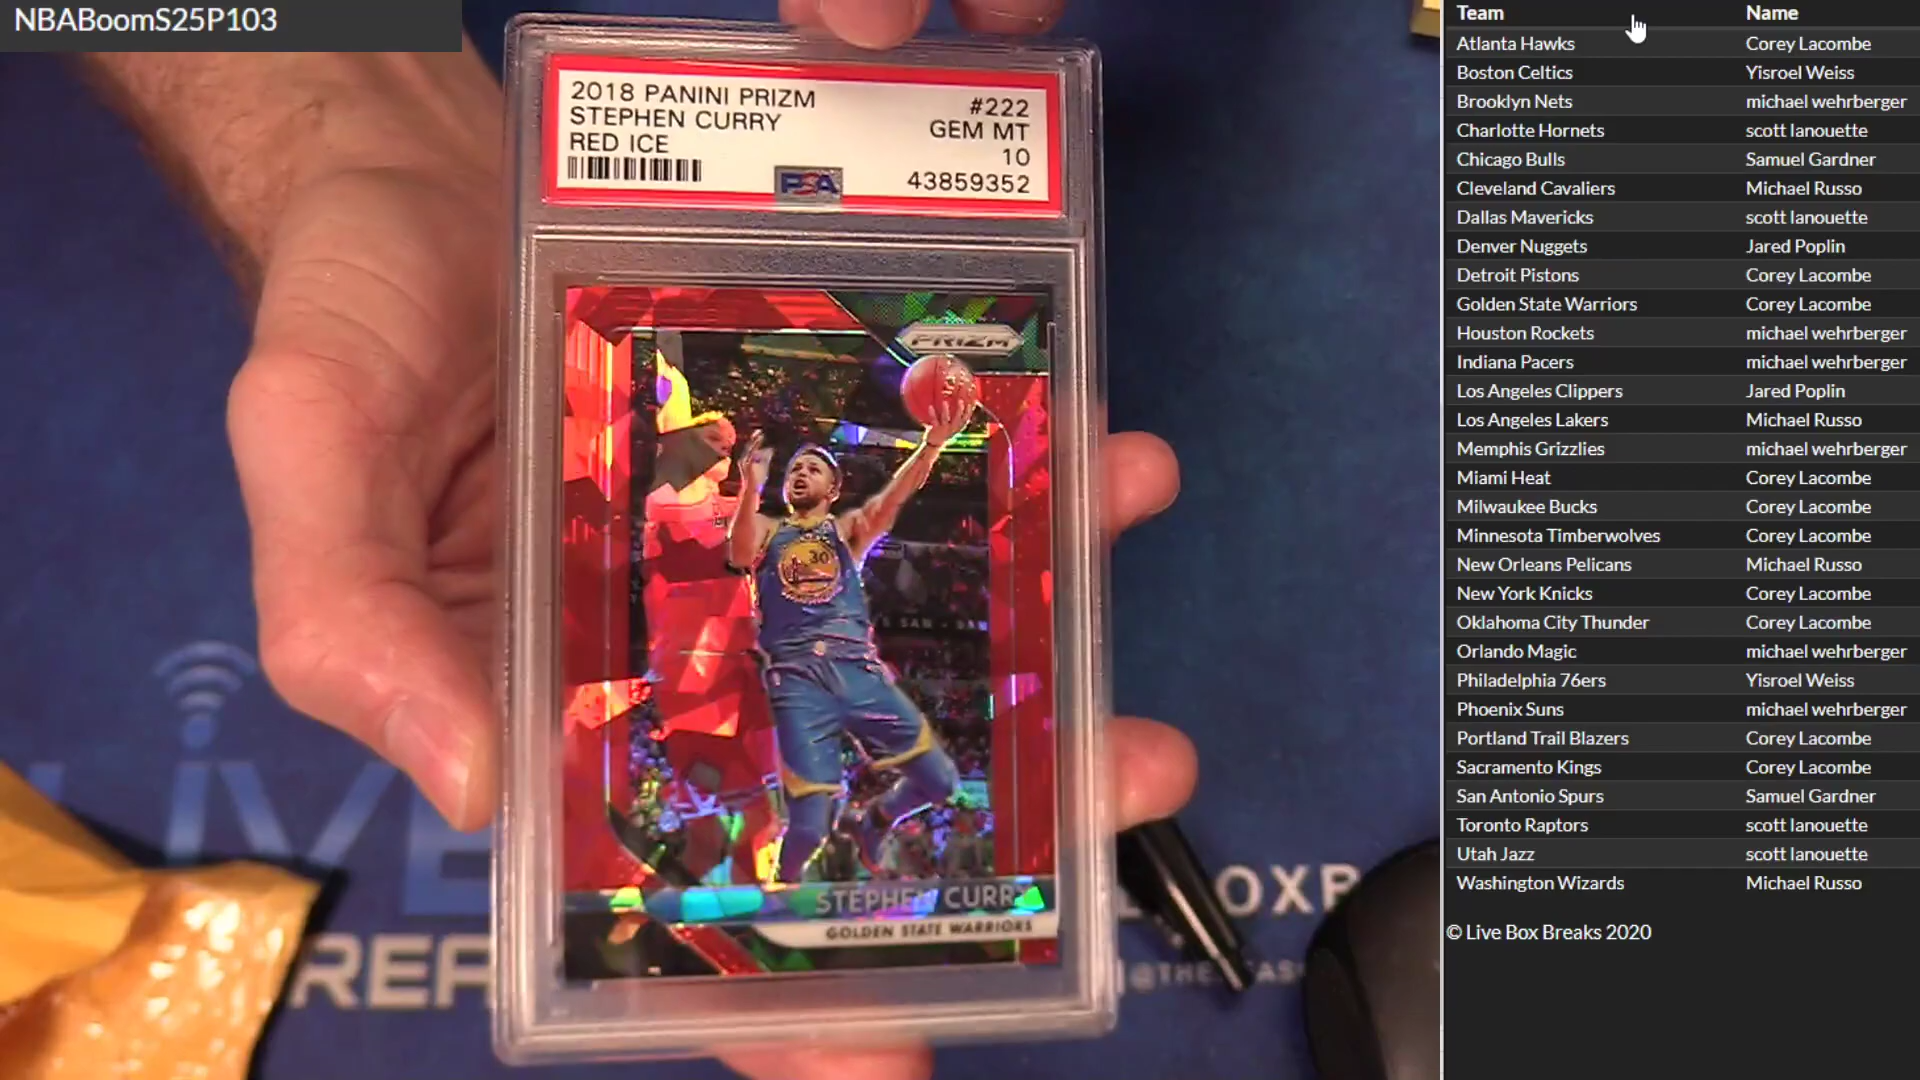 NBABoomS25P103
2018 PANINI PRIZM
STEPHEN CURRY
RED ICE
#222
GEM MT
10
43859352
PSA
PRIZM
30
STEPHEN CURRY
GOLDEN STATE WARRIORS
LIVE
BREA
OXB
@THE
Team Name
Atlanta Hawks Corey Lacombe
Boston Celtics Yisroel Weiss
Brooklyn Nets michael wehrberger
Charlotte Hornets scott lanouette
Chicago Bulls Samuel Gardner
Cleveland Cavaliers Michael Russo
Dallas Mavericks scott lanouette
Denver Nuggets Jared Poplin
Detroit Pistons Corey Lacombe
Golden State Warriors Corey Lacombe
Houston Rockets michael wehrberger
Indiana Pacers michael wehrberger
Los Angeles Clippers Jared Poplin
Los Angeles Lakers Michael Russo
Memphis Grizzlies michael wehrberger
Miami Heat Corey Lacombe
Milwaukee Bucks Corey Lacombe
Minnesota Timberwolves Corey Lacombe
New Orleans Pelicans Michael Russo
New York Knicks Corey Lacombe
Oklahoma City Thunder Corey Lacombe
Orlando Magic michael wehrberger
Philadelphia 76ers Yisroel Weiss
Phoenix Suns michael wehrberger
Portland Trail Blazers Corey Lacombe
Sacramento Kings Corey Lacombe
San Antonio Spurs Samuel Gardner
Toronto Raptors scott lanouette
Utah Jazz scott lanouette
Washington Wizards Michael Russo
© Live Box Breaks 2020